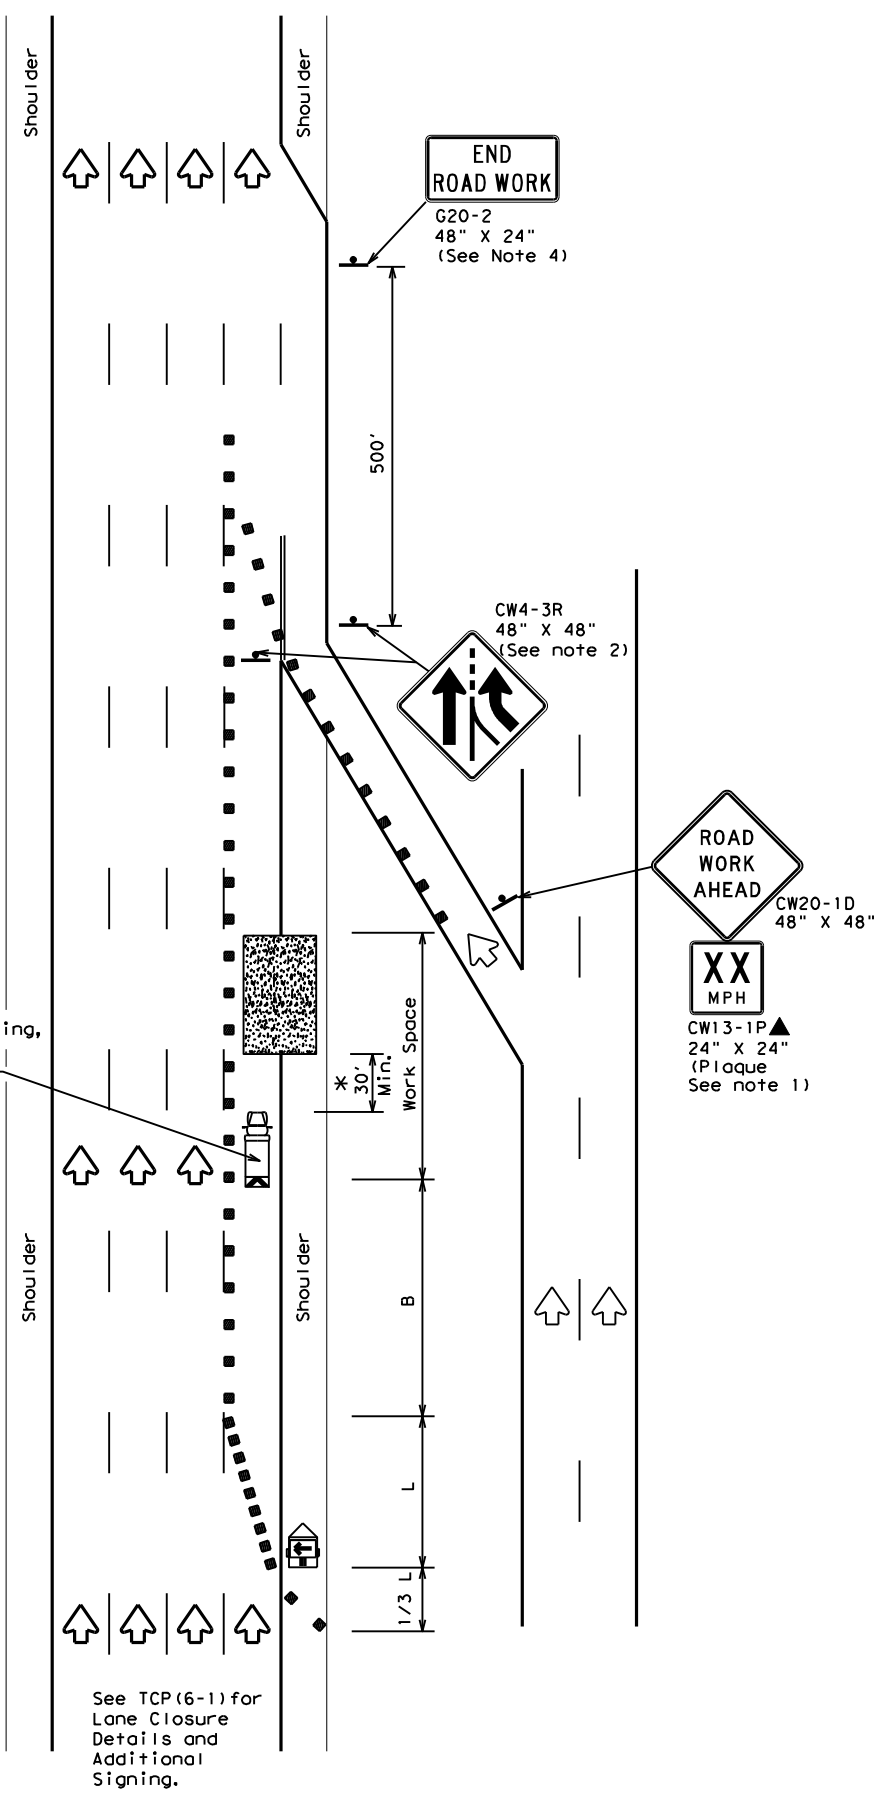 Shoulder
Shoulder
END
ROAD WORK
G20-2
48" X 24"
(See Note 4)
500'
CW4-3R
48" X 48"
(See note 2)
ROAD
WORK
AHEAD
CW20-1D
48" X 48"
XX
MPH
CW13-1P▲
24" X 24"
(Plaque
See note 1)
ing,
*
30'
Min.
Work Space
Shoulder
Shoulder
B
L
1/3 L
See TCP(6-1)for
Lane Closure
Details and
Additional
Signing.